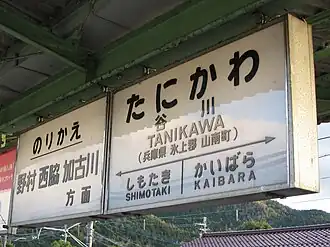 のりかえ
野村 西脇 加古川
方面
たにかわ
谷川
TANIKAWA
(兵庫県 氷上郡 山南町)
しもたき かいばら
SHIMOTAKI KAIBARA